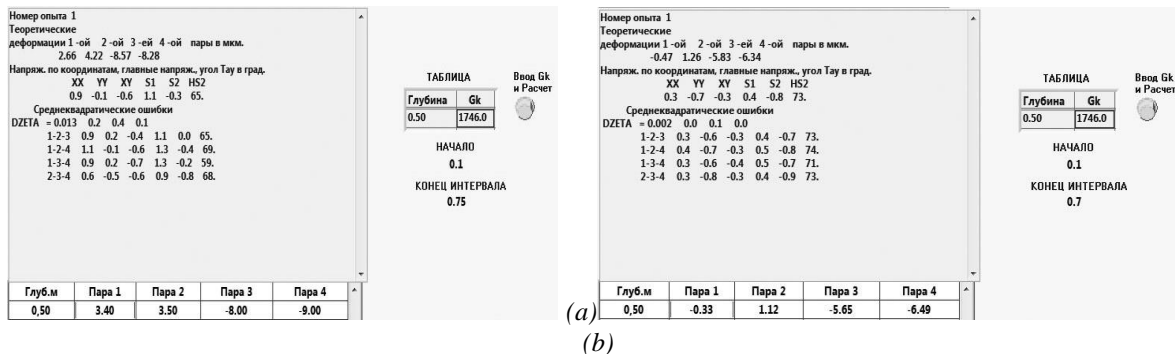 Номер опыта 1
Теоретические
деформации 1 -ой 2 -ой 3 -ей 4 -ой пары в мкм.
2.66 4.22 -8.57 -8.28
Напряж. по координатам, главные напряж., угол Тау в град.
XX YY XY S1 S2 HS2
0.9 -0.1 -0.6 1.1 -0.3 65.
Среднеквадратические ошибки
DZETA = 0.013 0.2 0.4 0.1
1-2-3 0.9 0.2 -0.4 1.1 0.0 65.
1-2-4 1.1 -0.1 -0.6 1.3 -0.4 69.
1-3-4 0.9 0.2 -0.7 1.3 -0.2 59.
2-3-4 0.6 -0.5 -0.6 0.9 -0.8 68.
ТАБЛИЦА
Глубина Gk
0.50 1746.0
Ввод Gk
и Расчет
НАЧАЛО
0.1
КОНЕЦ ИНТЕРВАЛА
0.75
Глуб.м Пара 1 Пара 2 Пара 3 Пара 4
0,50 3.40 3.50 -8.00 -9.00
(a)
Номер опыта 1
Теоретические
деформации 1 -ой 2 -ой 3 -ей 4 -ой пары в мкм.
-0.47 1.26 -5.83 -6.34
Напряж. по координатам, главные напряж., угол Тау в град.
XX YY XY S1 S2 HS2
0.3 -0.7 -0.3 0.4 -0.8 73.
Среднеквадратические ошибки
DZETA = 0.002 0.0 0.1 0.0
1-2-3 0.3 -0.6 -0.3 0.4 -0.7 73.
1-2-4 0.4 -0.7 -0.3 0.5 -0.8 74.
1-3-4 0.3 -0.6 -0.4 0.5 -0.7 71.
2-3-4 0.3 -0.8 -0.3 0.4 -0.9 73.
ТАБЛИЦА
Глубина Gk
0.50 1746.0
Ввод Gk
и Расчет
НАЧАЛО
0.1
КОНЕЦ ИНТЕРВАЛА
0.7
Глуб.м Пара 1 Пара 2 Пара 3 Пара 4
0,50 -0.33 1.12 -5.65 -6.49
(b)